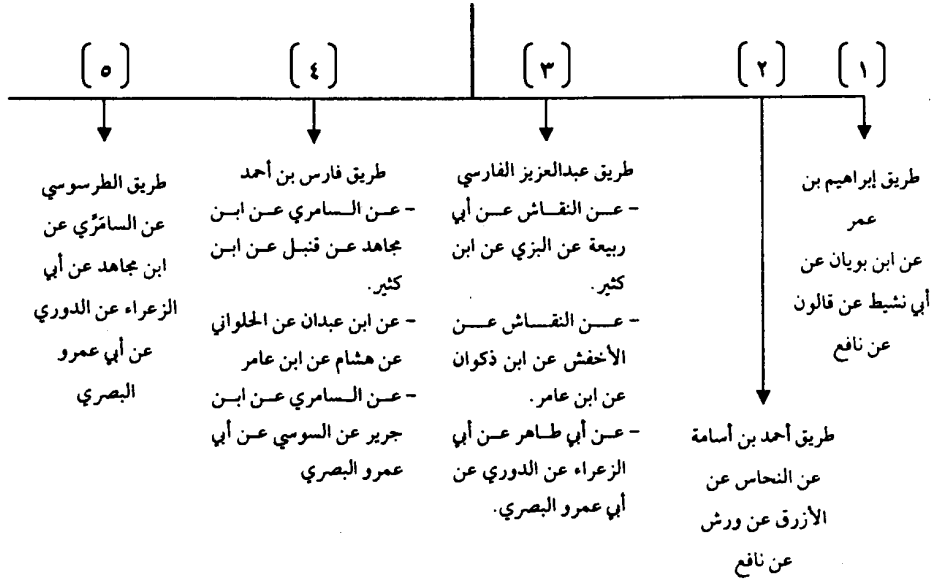 [١]
طريق إبراهيم بن
عمر
عن ابن بويان عن
أبي نشيط عن قالون
عن نافع
[٢]
طريق أحمد بن أسامة
عن النحاس عن
الأزرق عن ورش
عن نافع
[٣]
طريق عبدالعزيز الفارسي
- عن النقاش عن أبي
ربيعة عن البزي عن ابن
كثير.
- عن النقاش عن
الأخفش عن ابن ذكوان
عن ابن عامر.
- عن أبي طاهر عن أبي
الزعراء عن الدوري عن
أبي عمرو البصري.
[٤]
طريق فارس بن أحمد
- عن السامري عن ابن
مجاهد عن قنبل عن ابن
كثير.
- عن ابن عبدان عن الحلواني
عن هشام عن ابن عامر
- عن السامري عن ابن
جرير عن السوسي عن أبي
عمرو البصري
[٥]
طريق الطرسوسي
عن السامَرِّي عن
ابن مجاهد عن أبي
الزعراء عن الدوري
عن أبي عمرو
البصري